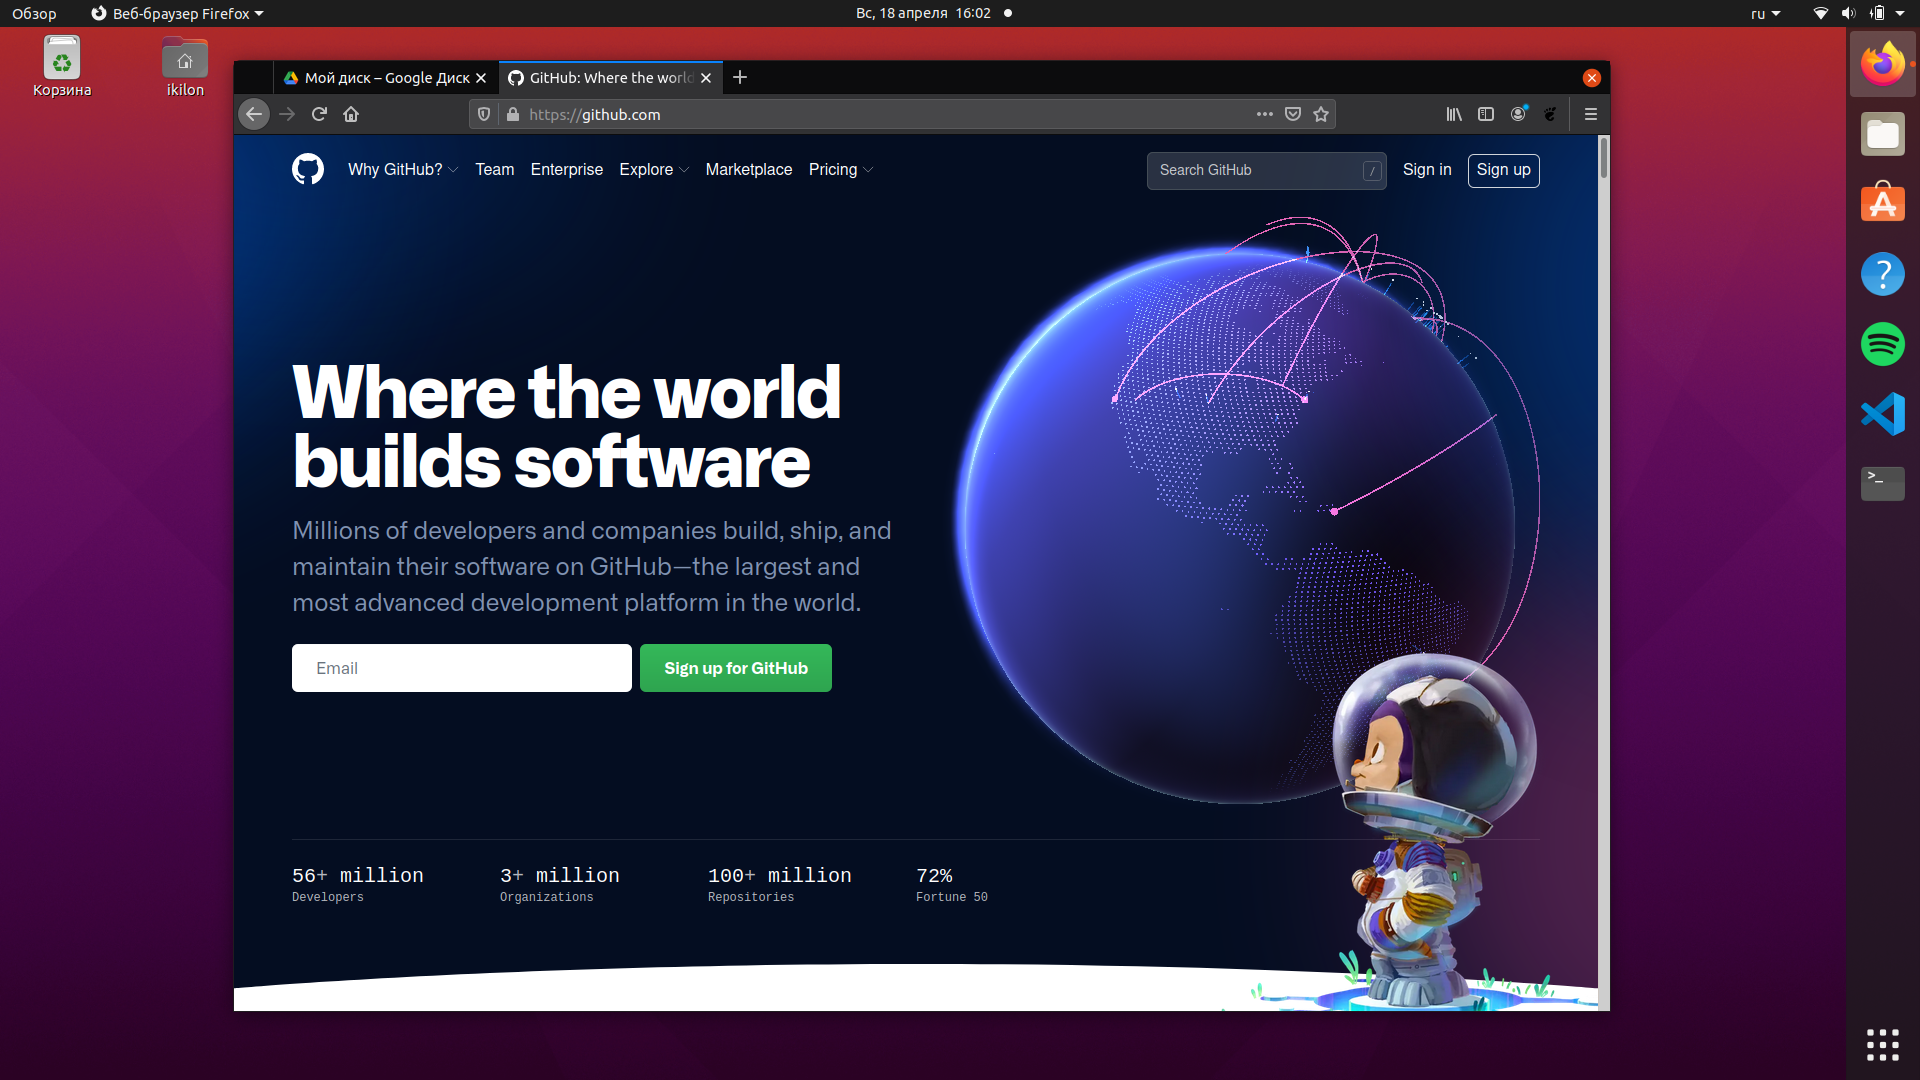 Обзор
Веб-браузер Firefox
Вс, 18 апреля 16:02
ru
Корзина
ikilon
Мой диск – Google Диск
GitHub: Where the world
https://github.com
Why GitHub?
Team
Enterprise
Explore
Marketplace
Pricing
Search GitHub
/
Sign in
Sign up
Where the world
builds software
Millions of developers and companies build, ship, and
maintain their software on GitHub—the largest and
most advanced development platform in the world.
Email
Sign up for GitHub
56+ million
Developers
3+ million
Organizations
100+ million
Repositories
72%
Fortune 50